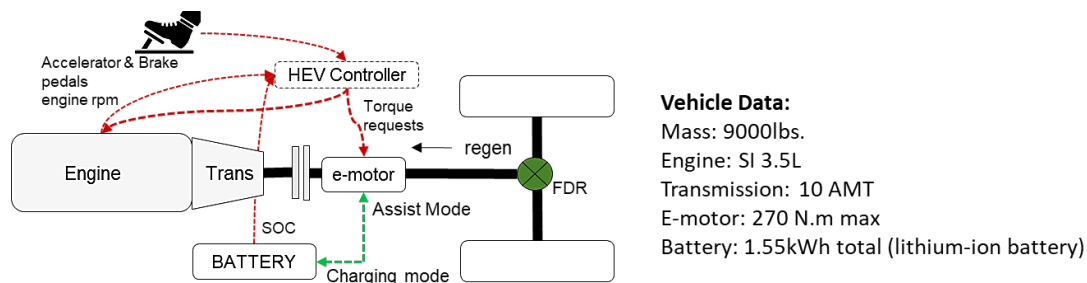 Accelerator & Brake
pedals
engine rpm
HEV Controller
Torque
requests
regen
Engine
Trans
e-motor
FDR
Assist Mode
SOC
BATTERY
Charging mode
Vehicle Data:
Mass: 9000lbs.
Engine: SI 3.5L
Transmission: 10 AMT
E-motor: 270 N.m max
Battery: 1.55kWh total (lithium-ion battery)